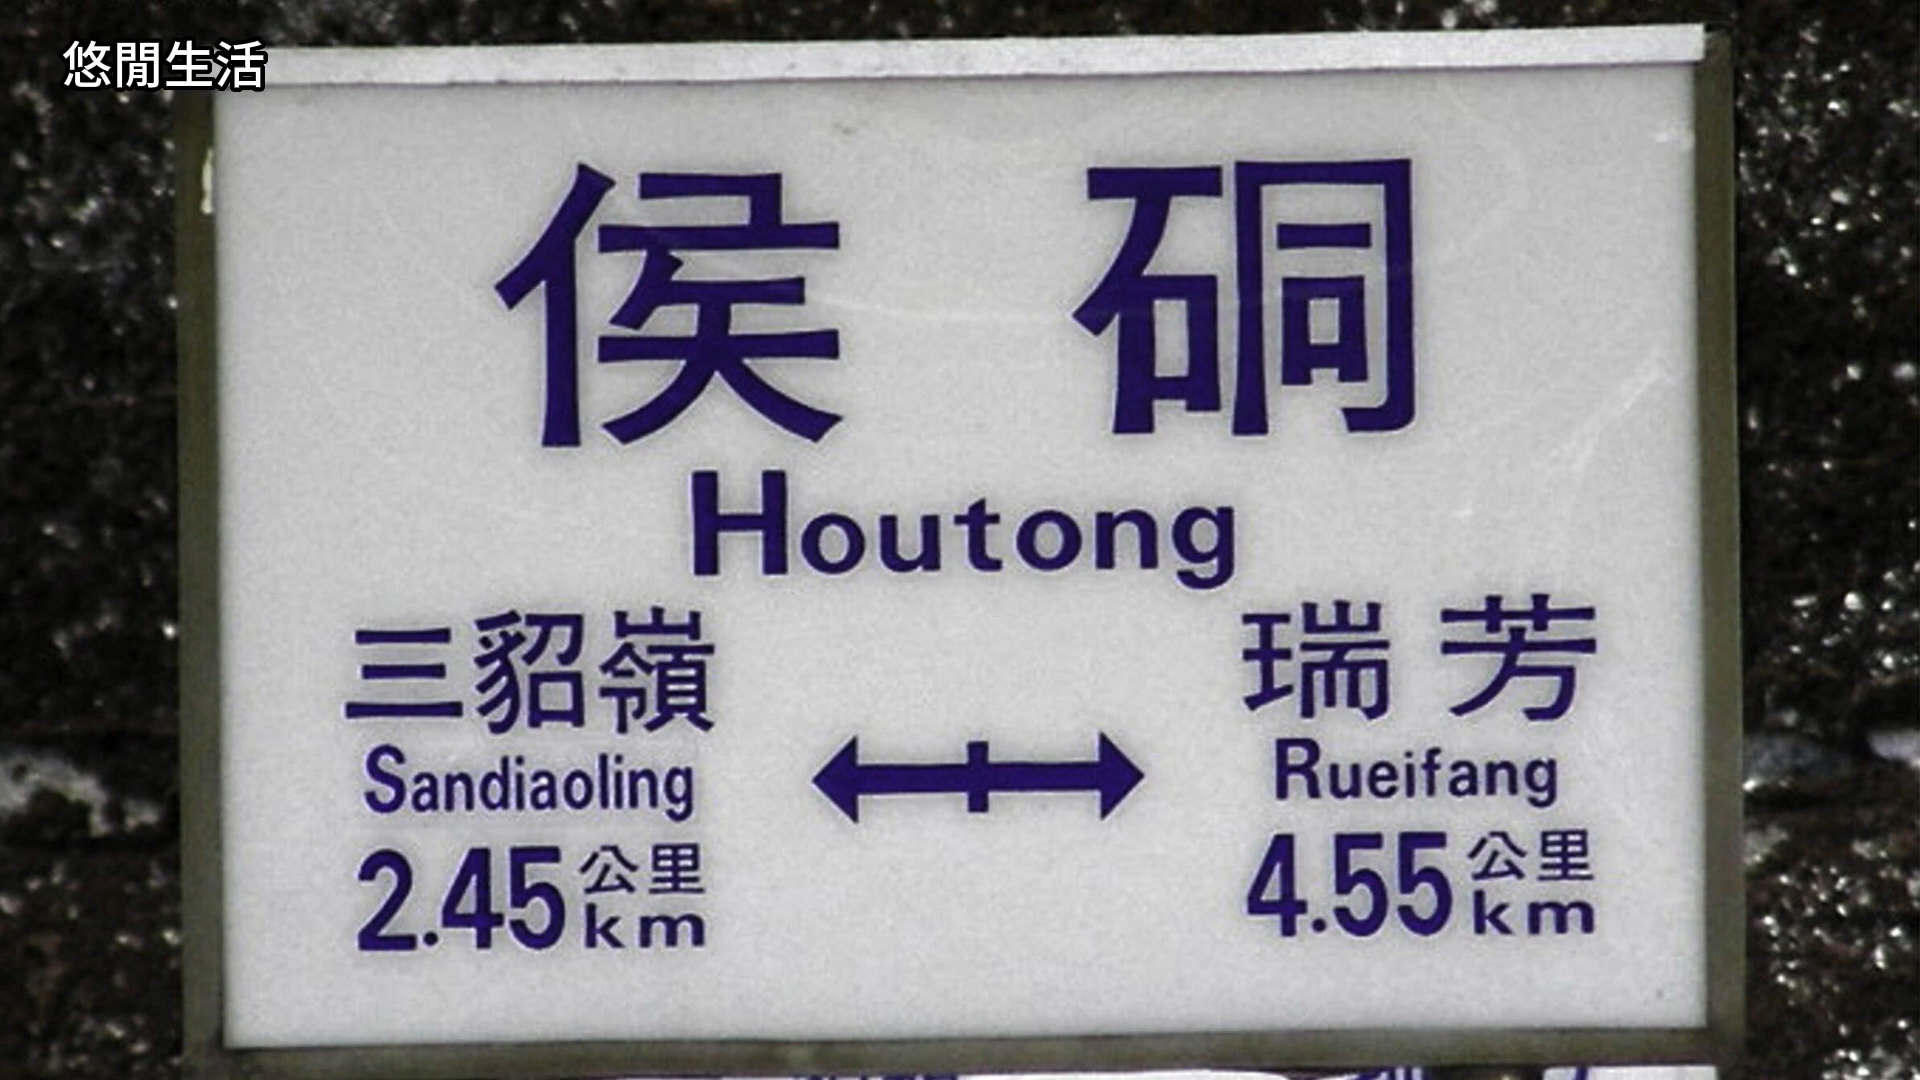 悠閒生活
侯硐
Houtong
三貂嶺
Sandiaoling
2.45公里
km
瑞芳
Rueifang
4.55公里
km